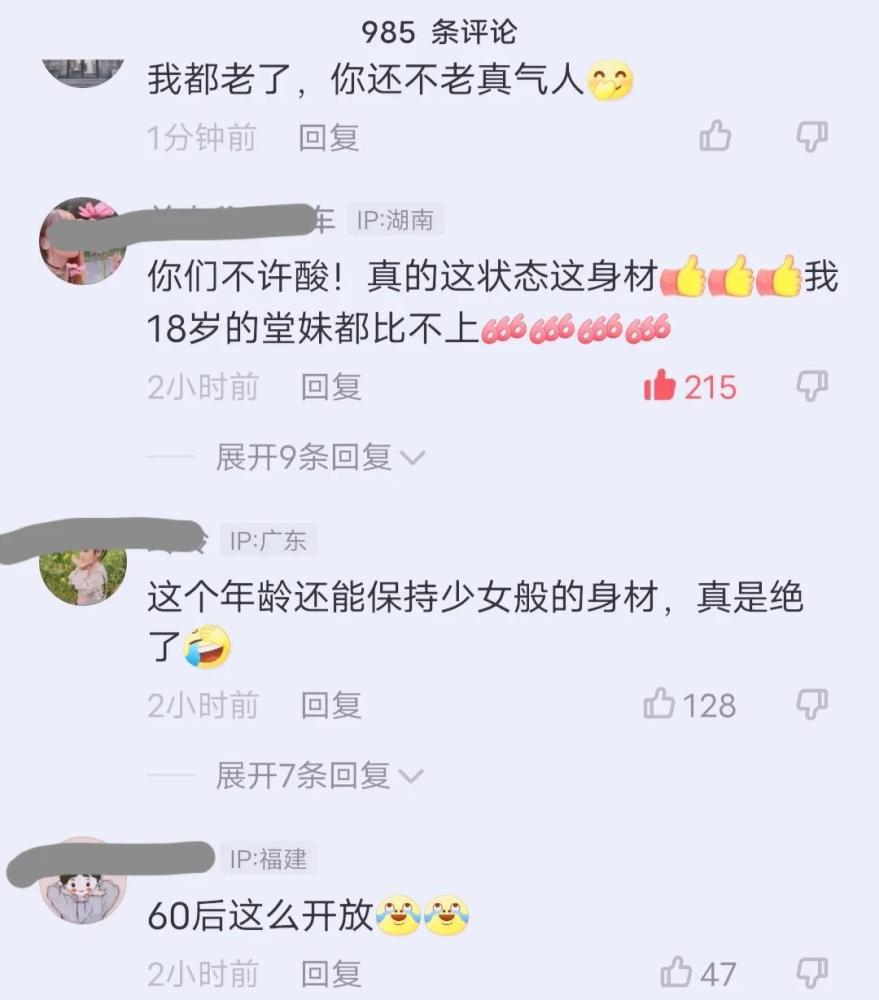 985 条评论
我都老了，你还不老真气人🤭
1分钟前 回复
车 IP:湖南
你们不许酸！真的这状态这身材👍👍👍我
18岁的堂妹都比不上666 666 666 666
2小时前 回复 215
展开9条回复
IP:广东
这个年龄还能保持少女般的身材，真是绝
了
2小时前 回复 128
展开7条回复
IP:福建
60后这么开放
2小时前 回复 47